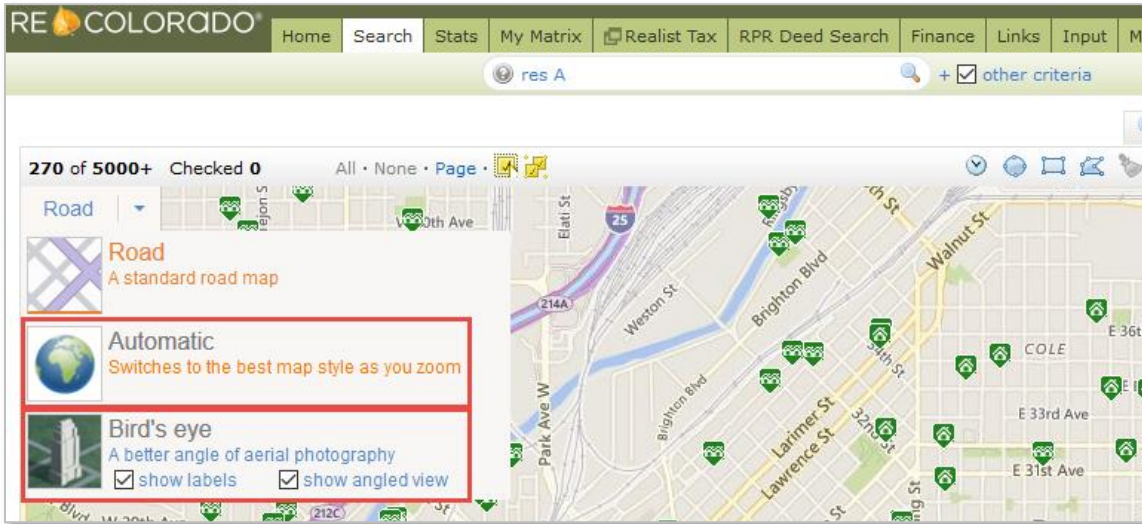 RECOLORADO®
Home Search Stats My Matrix Realist Tax RPR Deed Search Finance Links Input M
res A + other criteria
270 of 5000+ Checked 0 All · None · Page ·
Road
Road
A standard road map
Automatic
Switches to the best map style as you zoom
Bird's eye
A better angle of aerial photography
show labels show angled view
Elati St
25
Walnut St
214A
Weston St
Brighton Blvd
COLE
Brighton Blvd
Park Ave W
Larimer St
Lawrence St
E 33rd Ave
E 31st Ave
212C